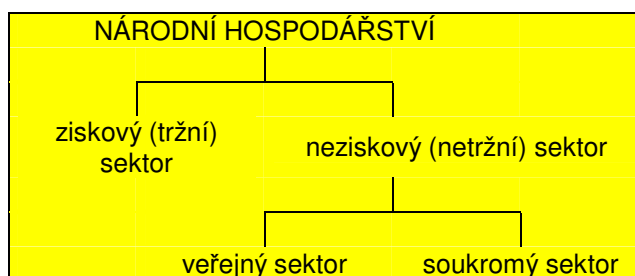 NÁRODNÍ HOSPODÁŘSTVÍ
ziskový (tržní)
sektor
neziskový (netržní) sektor
veřejný sektor
soukromý sektor